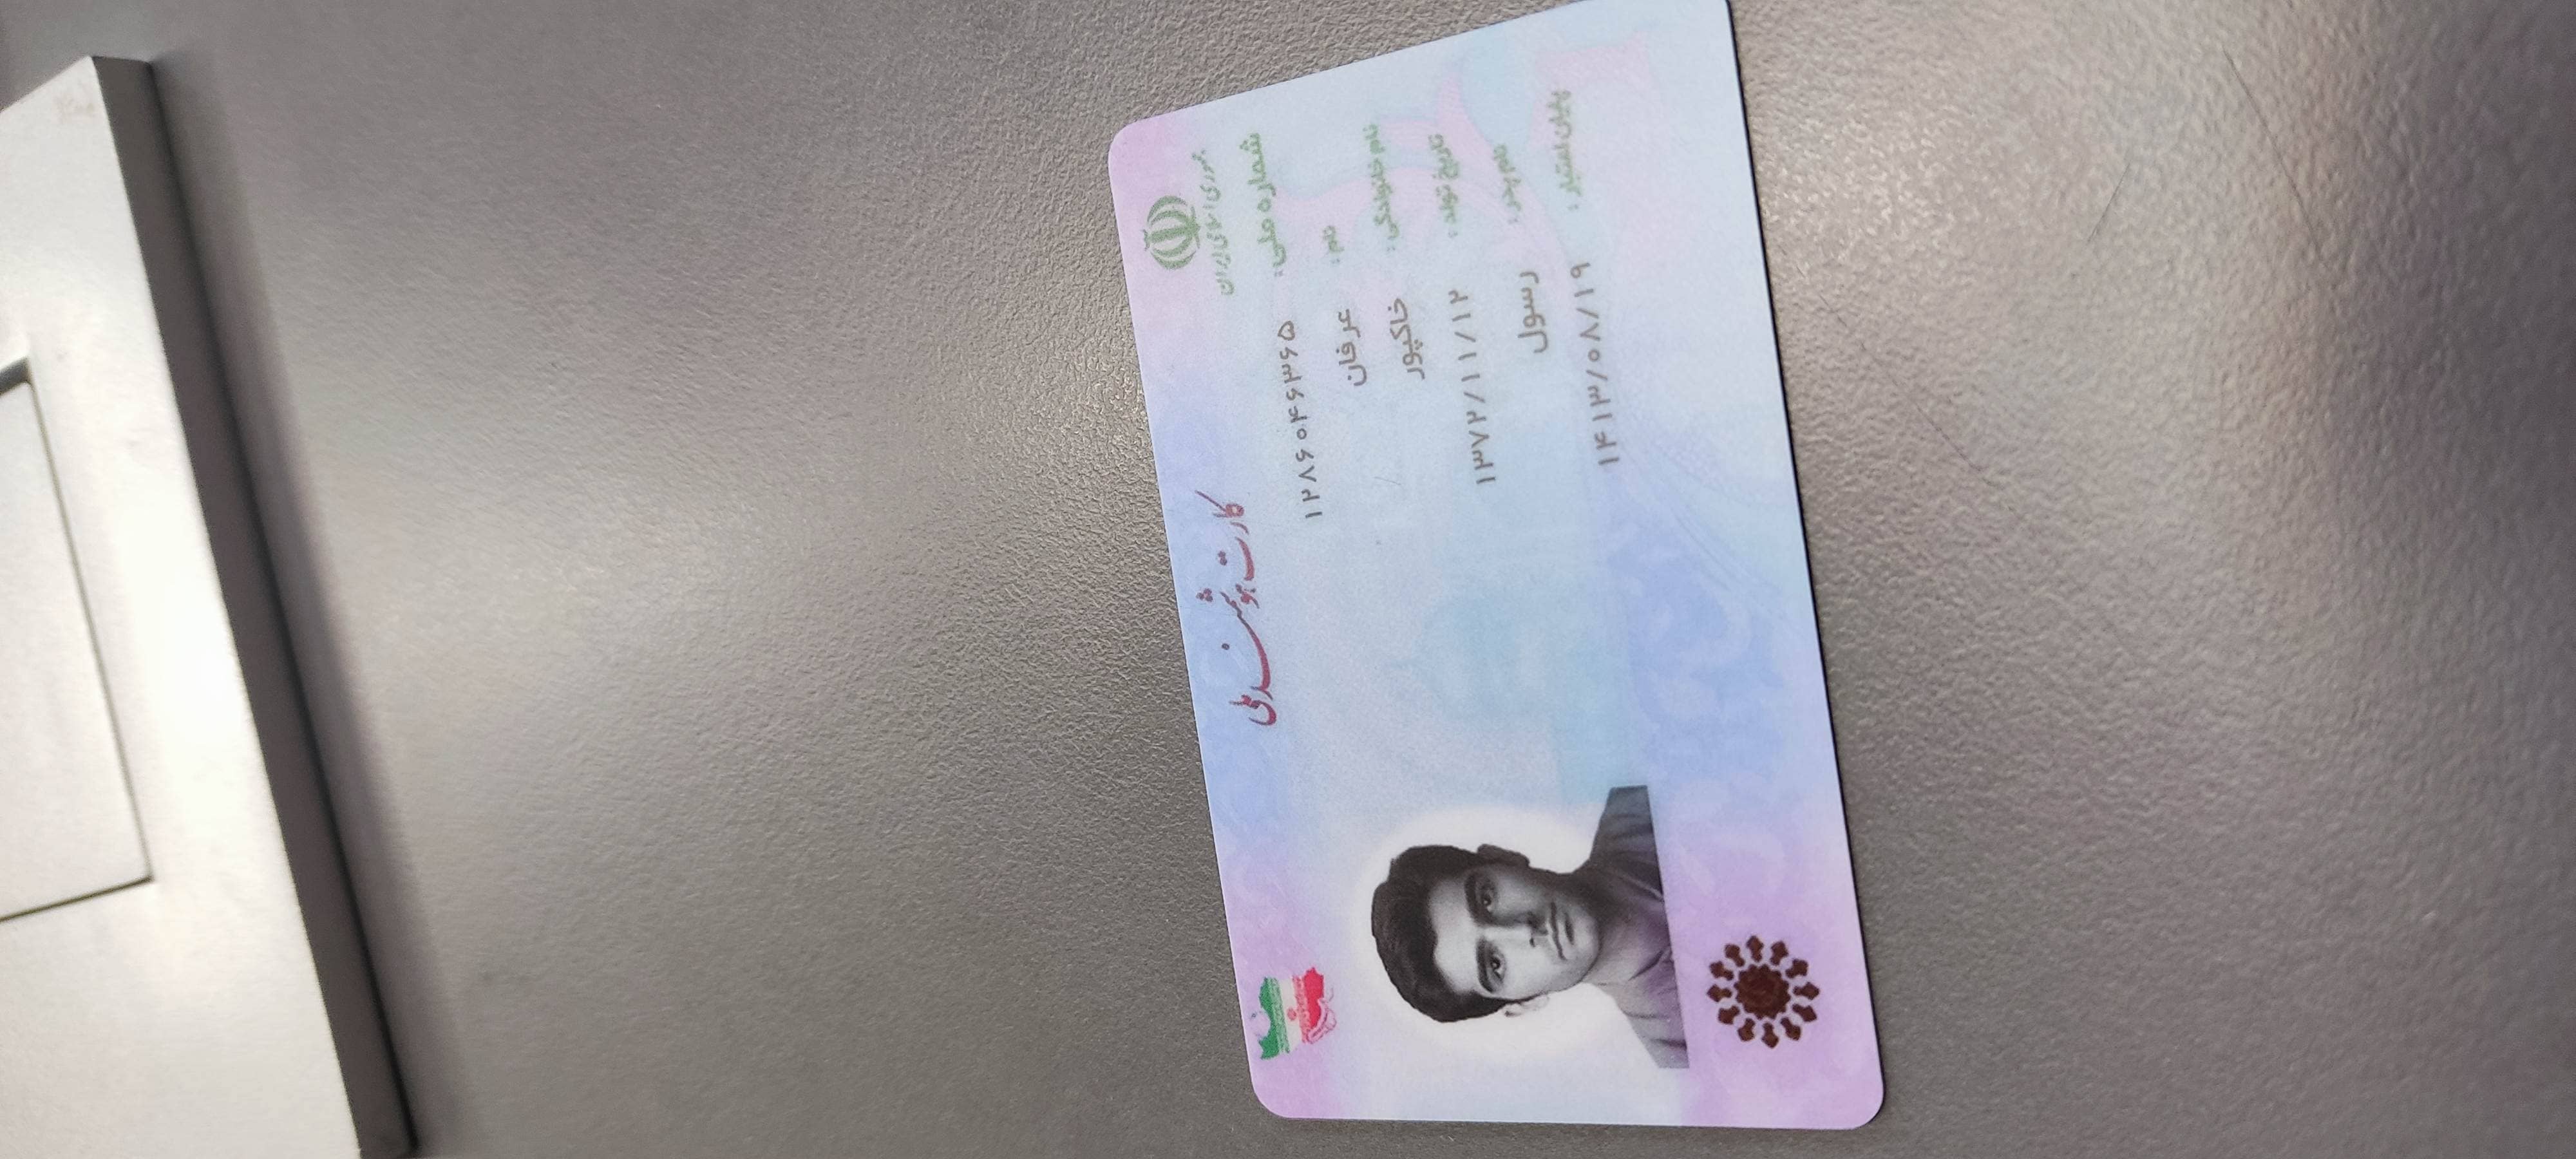 جمهوری اسلامی ایران
کارت هوشمند ملی
شماره ملی: ۱۲۸۶۰۴۶۳۶۵
نام: عرفان
نام خانوادگی: خاکپور
تاریخ تولد: ۱۳۷۲/۱۱/۱۲
نام پدر: رسول
پایان اعتبار: ۱۴۱۳/۰۸/۱۹